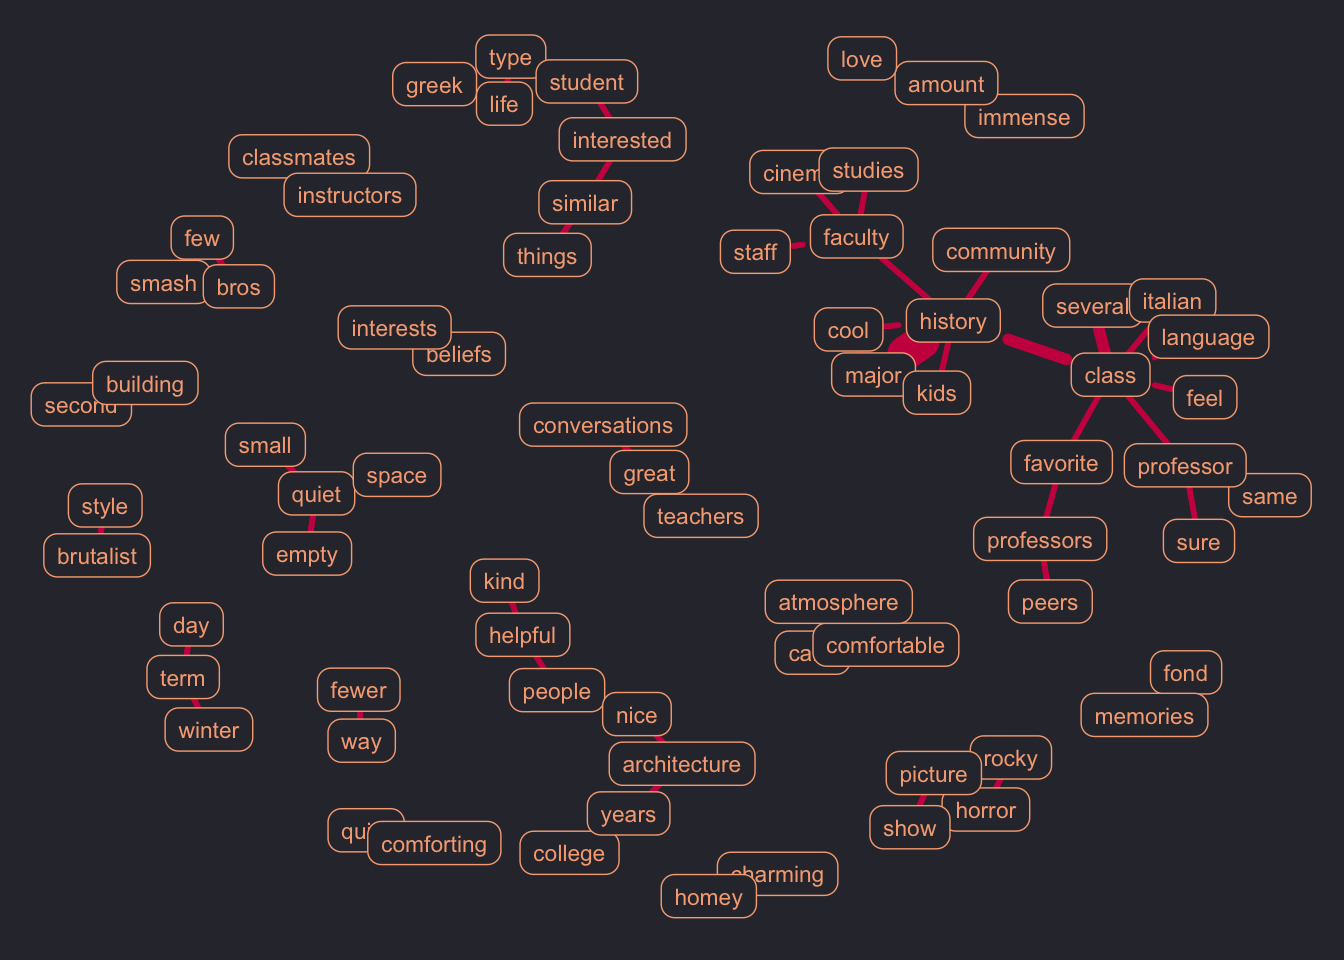 type
love
greek
student
amount
life
immense
interested
classmates
cinem
studies
instructors
similar
few
faculty
staff
community
things
smash
bros
several
italian
interests
history
cool
language
beliefs
building
major
class
second
kids
feel
conversations
small
favorite
professor
space
great
quiet
same
style
teachers
brutalist
empty
professors
sure
kind
atmosphere
peers
day
helpful
comfortable
term
fond
fewer
people
winter
nice
memories
way
architecture
rocky
picture
years
horror
show
comforting
college
charming
homey